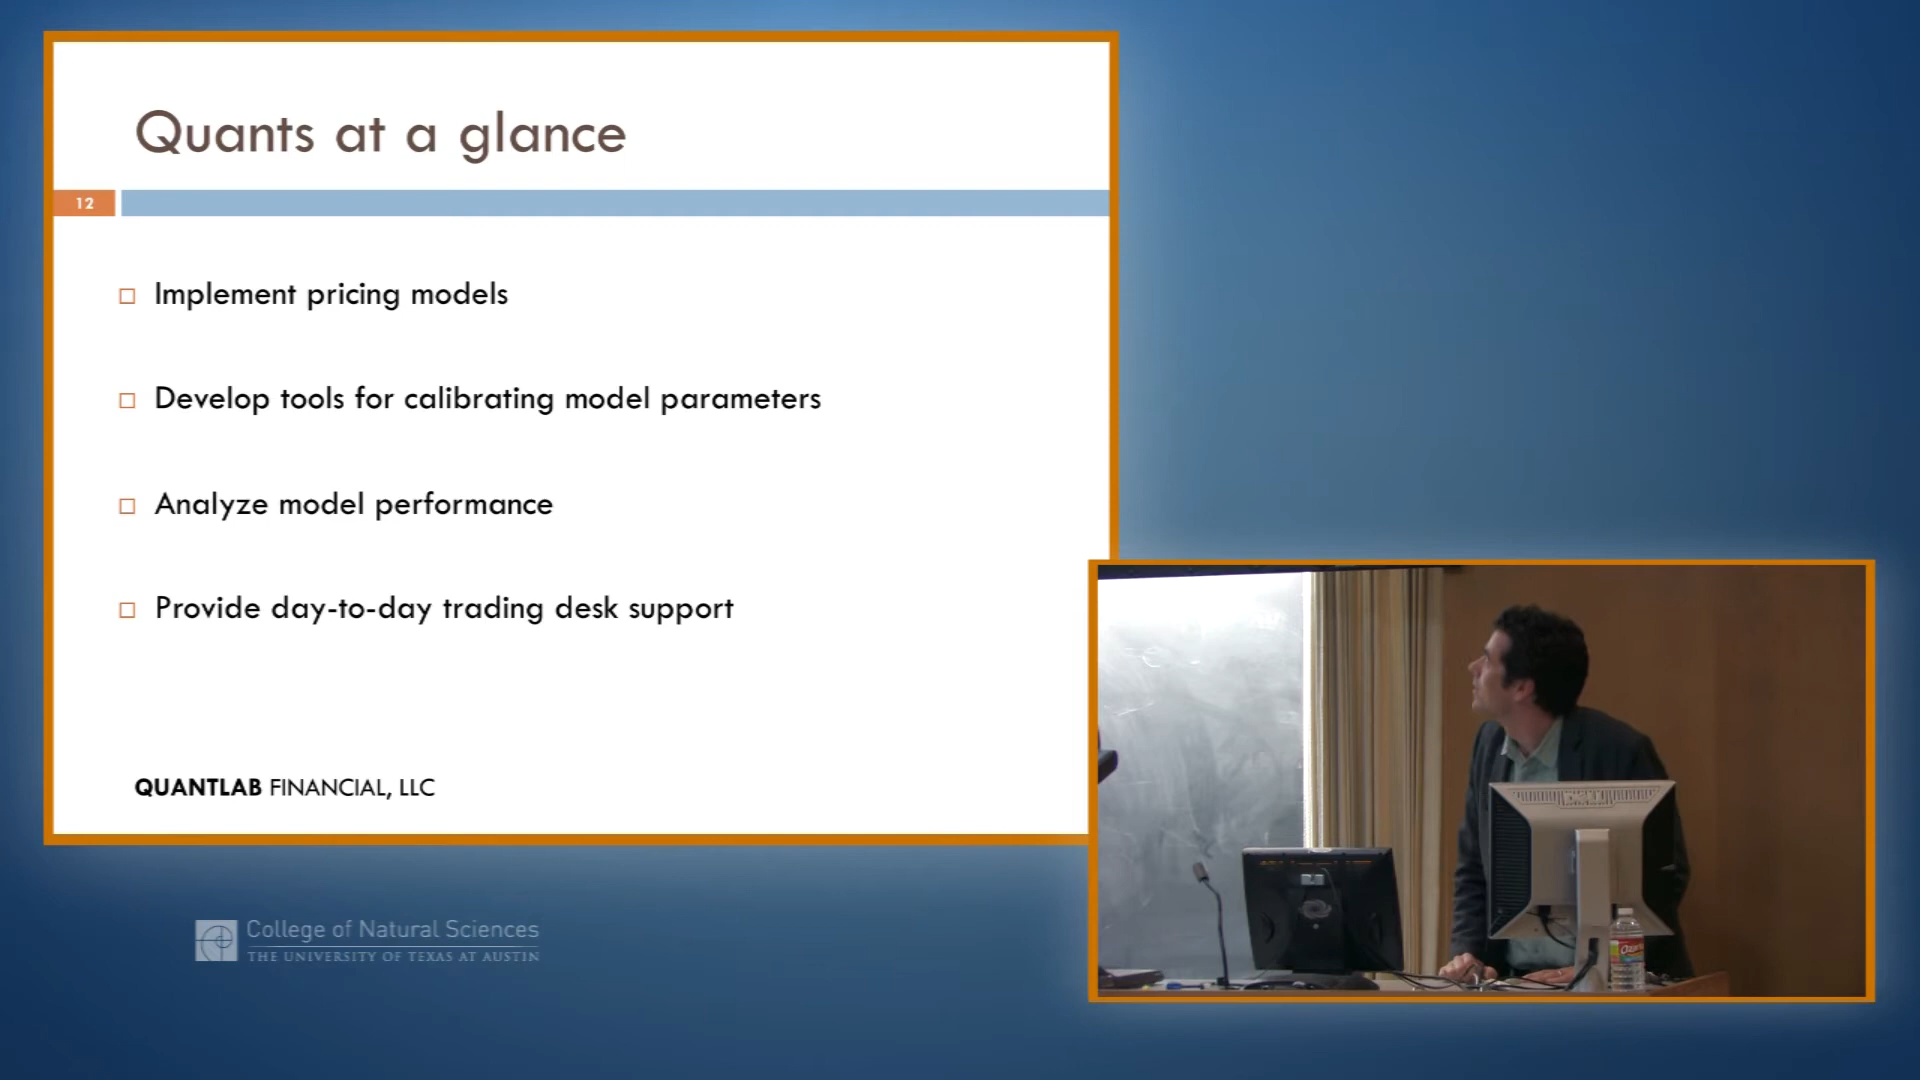 Quants at a glance
12
Implement pricing models
Develop tools for calibrating model parameters
Analyze model performance
Provide day-to-day trading desk support
QUANTLAB FINANCIAL, LLC
College of Natural Sciences
THE UNIVERSITY OF TEXAS AT AUSTIN
DELL